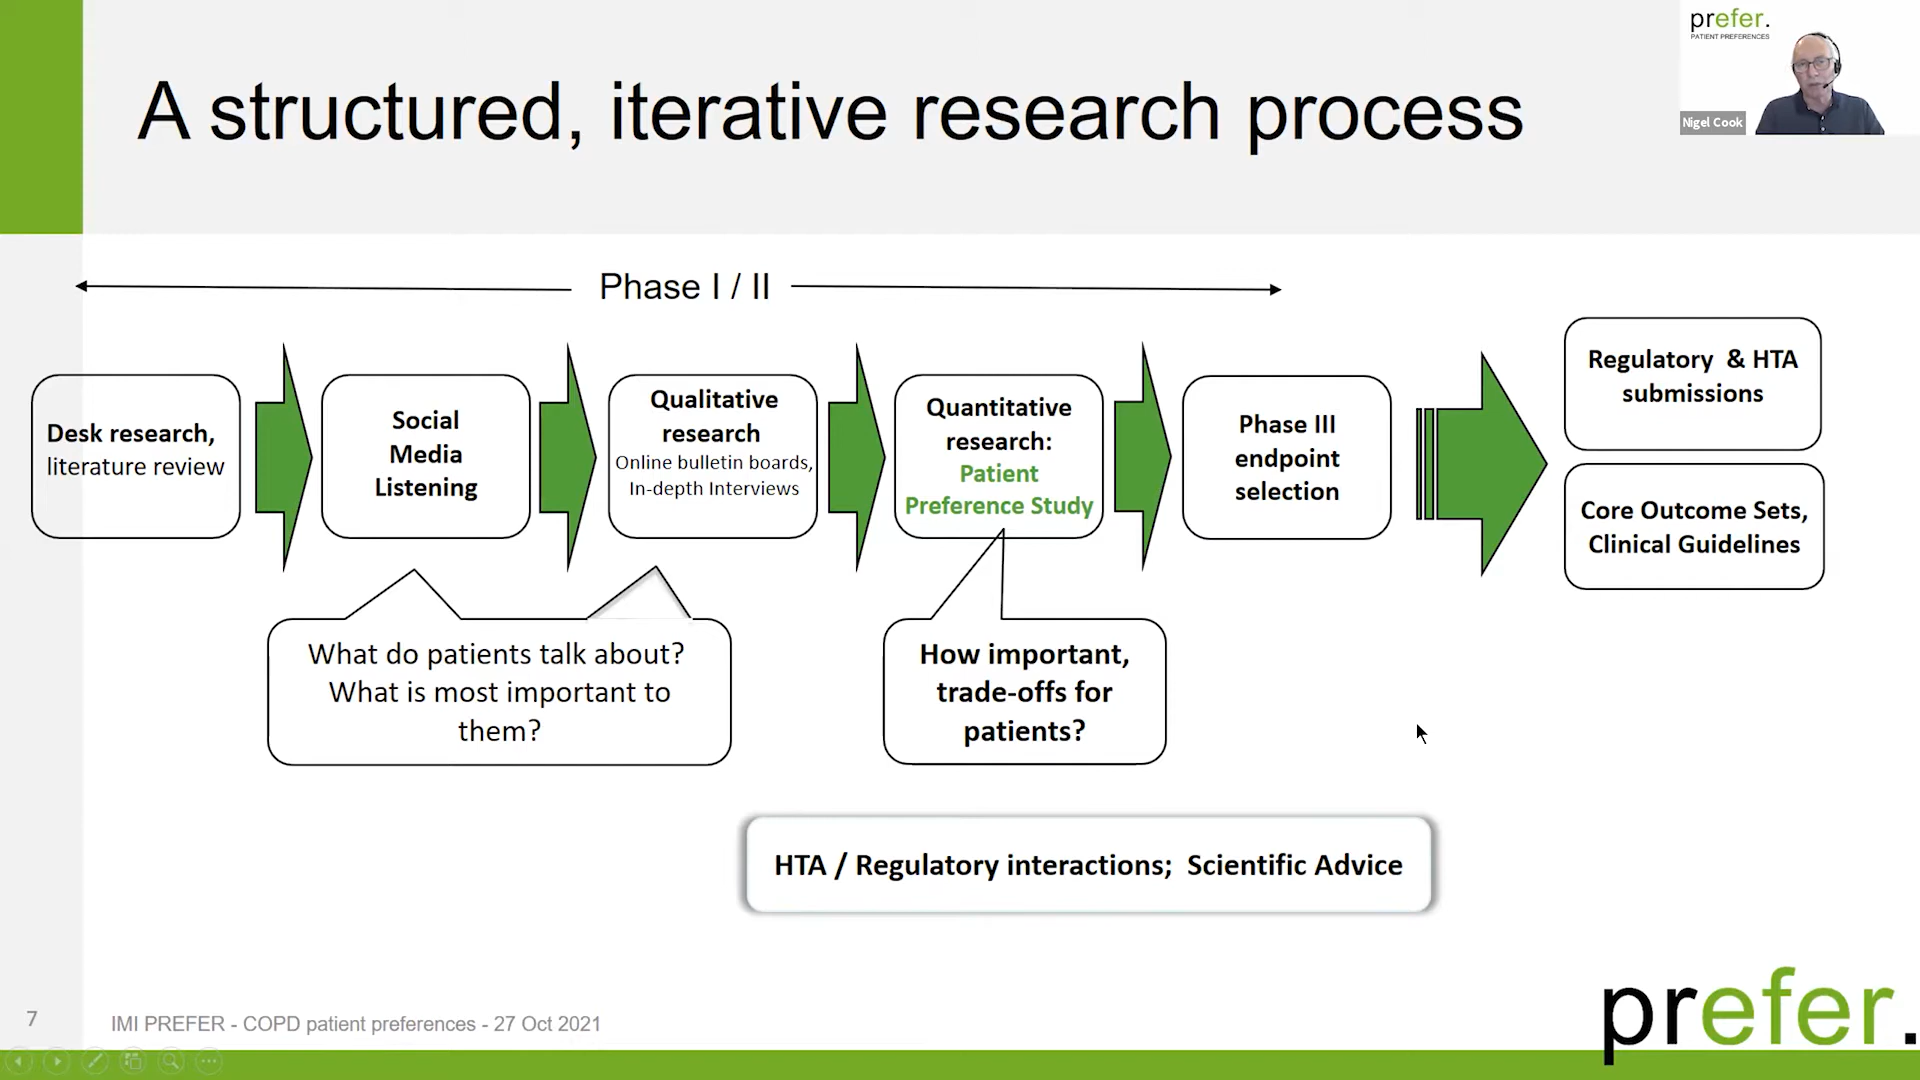 prefer.
PATIENT PREFERENCES
Nigel Cook
A structured, iterative research process
Phase I / II
Desk research,
literature review
Social
Media
Listening
Qualitative
research
Online bulletin boards,
In-depth Interviews
Quantitative
research:
Patient
Preference Study
Phase III
endpoint
selection
Regulatory & HTA
submissions
Core Outcome Sets,
Clinical Guidelines
What do patients talk about?
What is most important to
them?
How important,
trade-offs for
patients?
HTA / Regulatory interactions; Scientific Advice
7
IMI PREFER - COPD patient preferences - 27 Oct 2021
prefer.